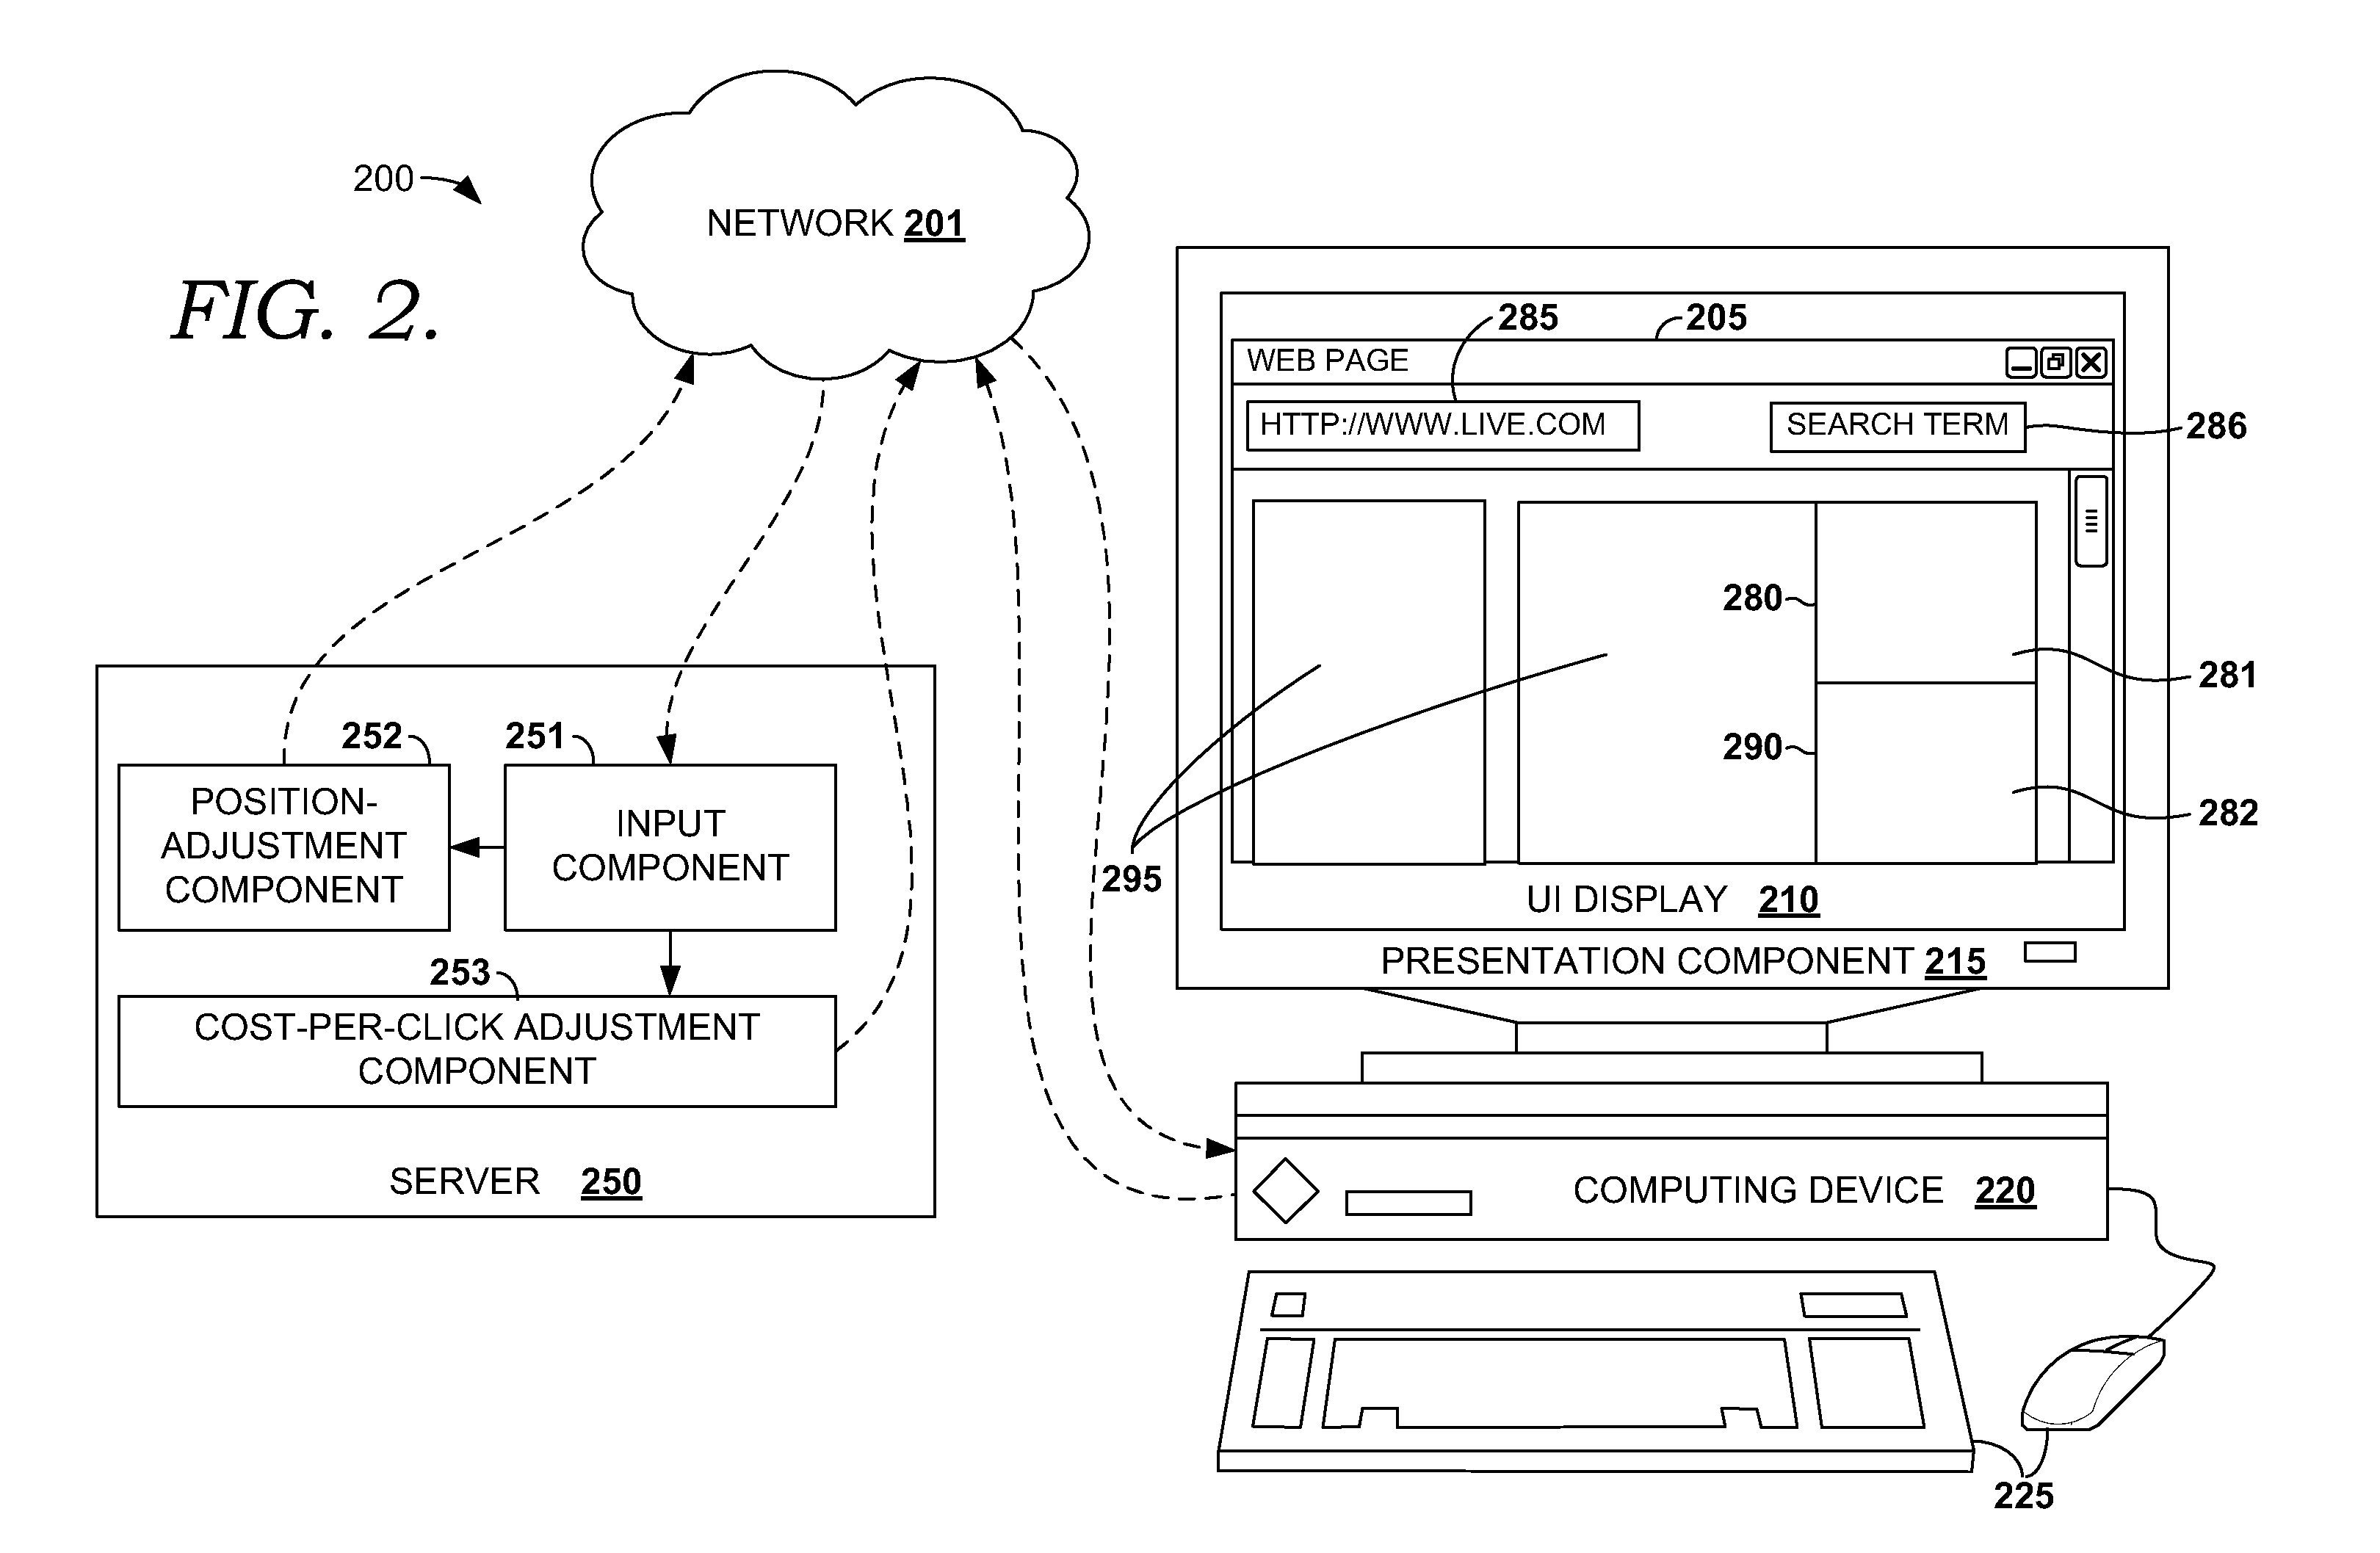 200
FIG. 2.
NETWORK 201
285
205
WEB PAGE
HTTP://WWW.LIVE.COM
SEARCH TERM
286
280
281
290
282
295
UI DISPLAY 210
PRESENTATION COMPONENT 215
252
251
POSITION-
ADJUSTMENT
COMPONENT
INPUT
COMPONENT
253
COST-PER-CLICK ADJUSTMENT
COMPONENT
SERVER 250
COMPUTING DEVICE 220
225